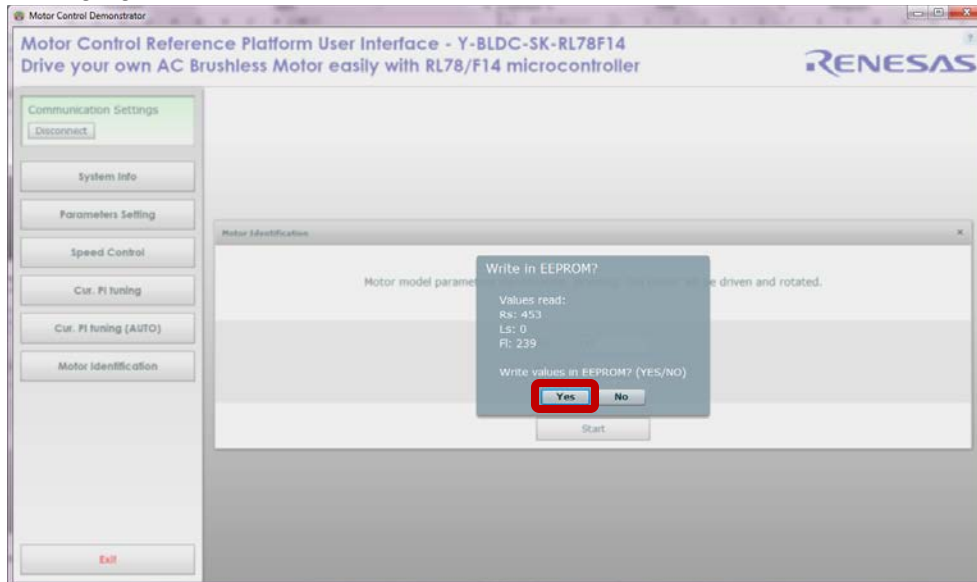 Motor Control Demonstrator
Motor Control Reference Platform User Interface - Y-BLDC-SK-RL78F14
Drive your own AC Brushless Motor easily with RL78/F14 microcontroller
RENESAS
?
Communication Settings
Disconnect
System Info
Parameters Setting
Speed Control
Cur. PI tuning
Cur. PI tuning (AUTO)
Motor Identification
Exit
Motor Identification
x
Motor model parame
be driven and rotated.
Write in EEPROM?
Values read:
Rs: 453
Ls: 0
Fl: 239
Write values in EEPROM? (YES/NO)
Yes No
Start